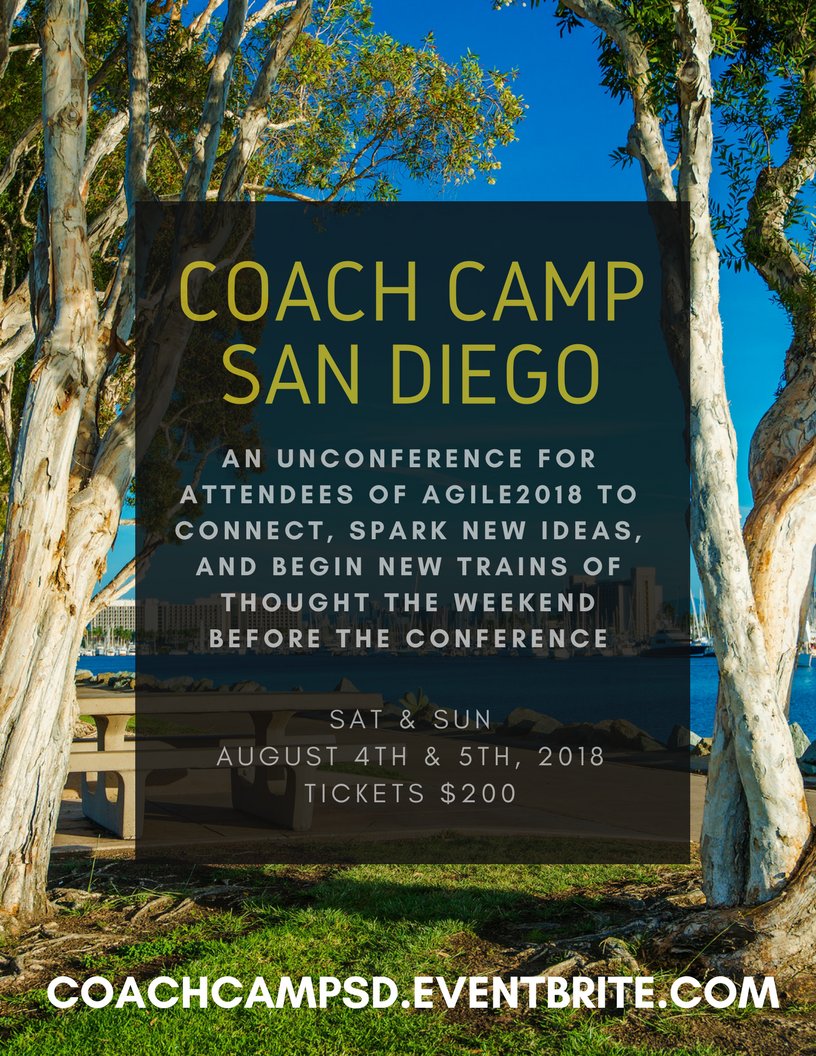 COACH CAMP
SAN DIEGO
AN UNCONFERENCE FOR
ATTENDEES OF AGILE2018 TO
CONNECT, SPARK NEW IDEAS,
AND BEGIN NEW TRAINS OF
THOUGHT THE WEEKEND
BEFORE THE CONFERENCE
SAT & SUN
AUGUST 4TH & 5TH, 2018
TICKETS $200
COACHCAMPSD.EVENTBRITE.COM